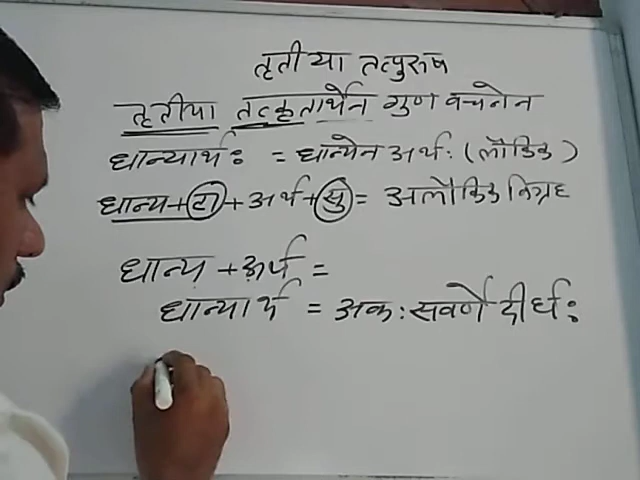 तृतीया तत्पुरुष
तृतीया तत्कृतार्थेन गुण वचनेन
धान्यार्थः = धान्येन अर्थः (लौकिक)
धान्य + टा + अर्थ + सु = अलौकिक विग्रह
धान्य + अर्थ =
धान्यार्थ = अकः सवर्णे दीर्घः